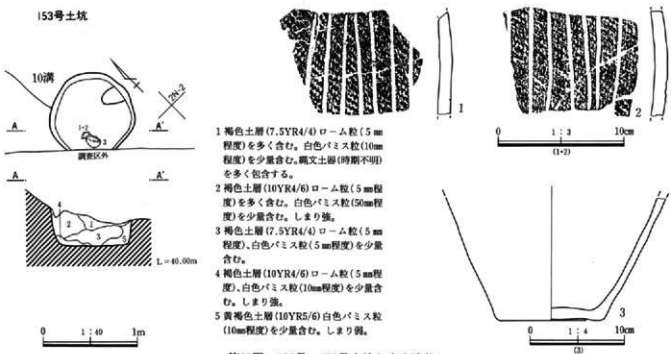 153号土坑
10溝
2N-2
A A'
1・2
3
調査区外
A A'
4
2 1
3 5
L=40.00m
0 1:40 1m
1
2
0 1:3 10cm
(1・2)
1 褐色土層(7.5YR4/4)ローム粒(5㎜
程度)を多く含む。白色パミス粒(10㎜
程度)を少量含む。縄文土器(時期不明)
を多く包含する。
2 褐色土層(10YR4/6)ローム粒(5㎜程
度)を多く含む。白色パミス粒(50㎜程
度)を少量含む。しまり強。
3 褐色土層(7.5YR4/4)ローム粒(5㎜
程度)、白色パミス粒(5㎜程度)を少量
含む。
4 褐色土層(10YR4/6)ローム粒(5㎜程
度)、白色パミス粒(10㎜程度)を少量含
む。しまり強。
5 黄褐色土層(10YR5/6)白色パミス粒
(10㎜程度)を少量含む。しまり弱。
3
0 1:4 10cm
(3)